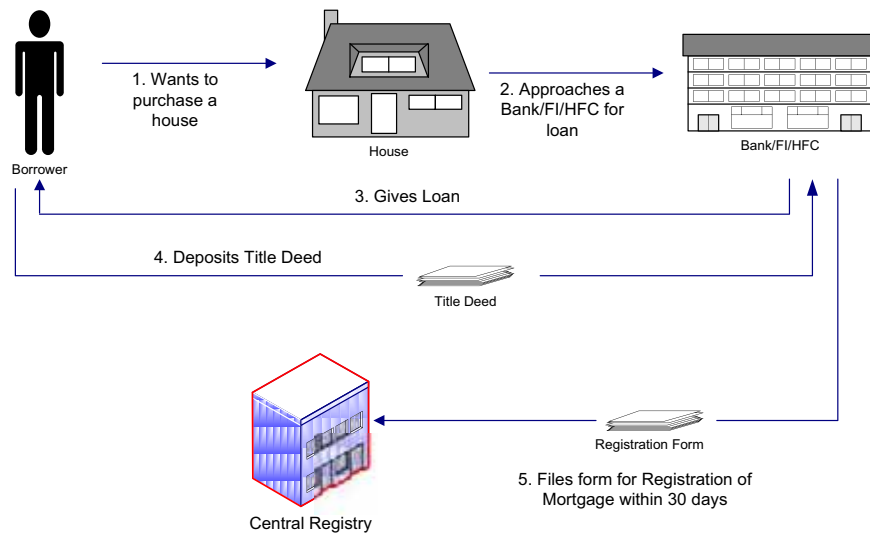 1. Wants to
purchase a
house
2. Approaches a
Bank/FI/HFC for
loan
Borrower
House
Bank/FI/HFC
3. Gives Loan
4. Deposits Title Deed
Title Deed
Registration Form
5. Files form for Registration of
Mortgage within 30 days
Central Registry